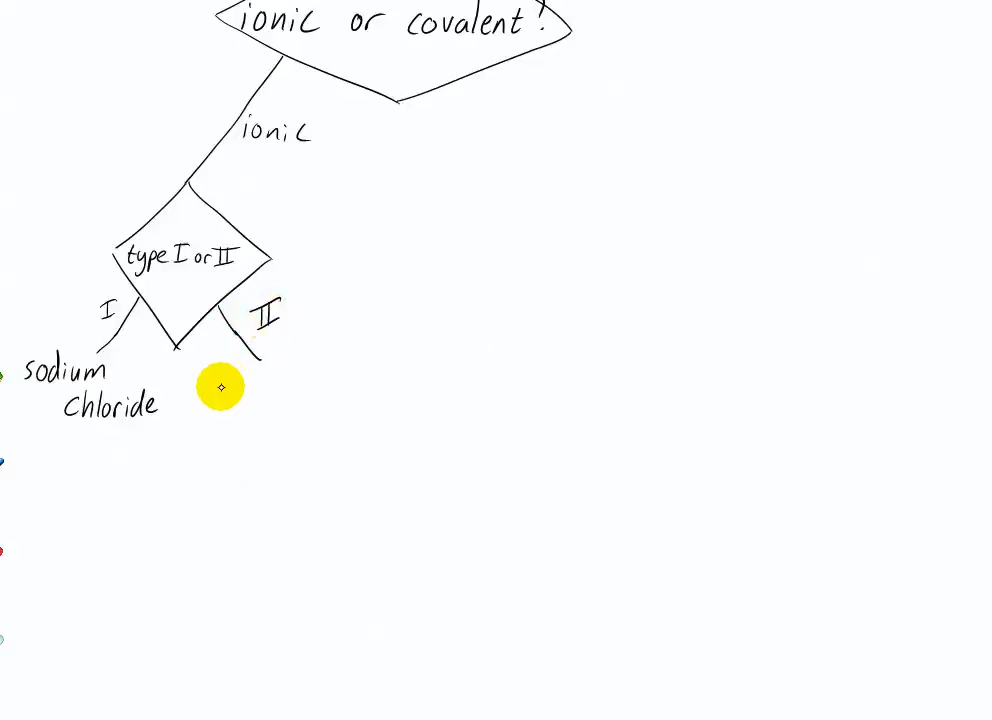 ionic or covalent?
ionic
type I or II
I
II
sodium
chloride